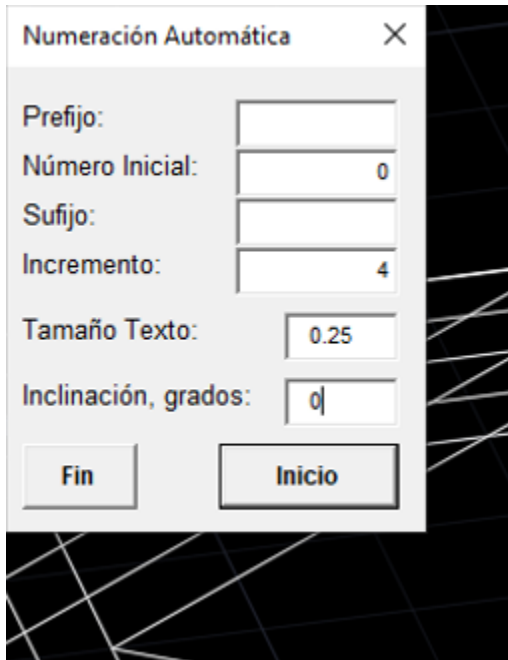 Numeración Automática
Prefijo:
Número Inicial: 0
Sufijo:
Incremento: 4
Tamaño Texto: 0.25
Inclinación, grados: 0
Fin Inicio